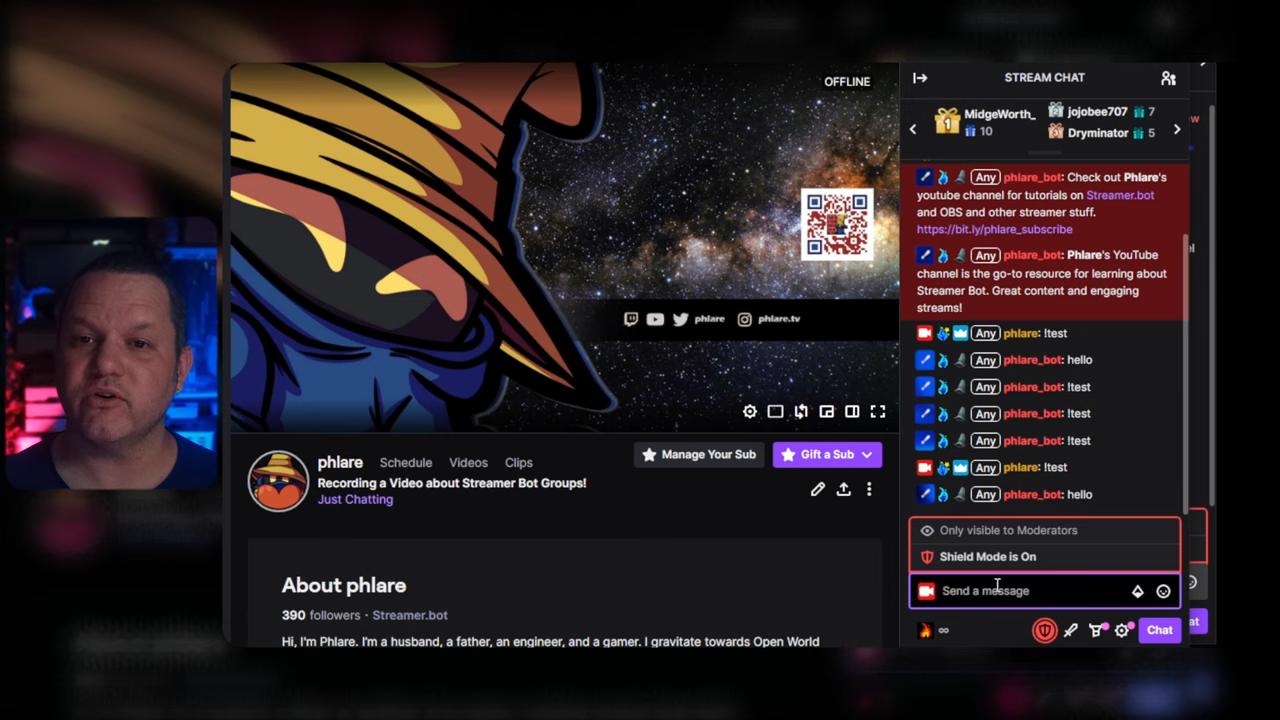 OFFLINE
phlare
phlare.tv
phlare Schedule Videos Clips
Manage Your Sub
Gift a Sub
Recording a Video about Streamer Bot Groups!
Just Chatting
About phlare
390 followers · Streamer.bot
Hi, I'm Phlare. I'm a husband, a father, an engineer, and a gamer. I gravitate towards Open World
STREAM CHAT
1 MidgeWorth_
10
2 jojobee707 7
3 Dryminator 5
Any phlare_bot: Check out Phlare's
youtube channel for tutorials on Streamer.bot
and OBS and other streamer stuff.
https://bit.ly/phlare_subscribe
Any phlare_bot: Phlare's YouTube
channel is the go-to resource for learning about
Streamer Bot. Great content and engaging
streams!
Any phlare: !test
Any phlare_bot: hello
Any phlare_bot: !test
Any phlare_bot: !test
Any phlare_bot: !test
Any phlare: !test
Any phlare_bot: hello
Only visible to Moderators
Shield Mode is On
Send a message
∞
Chat